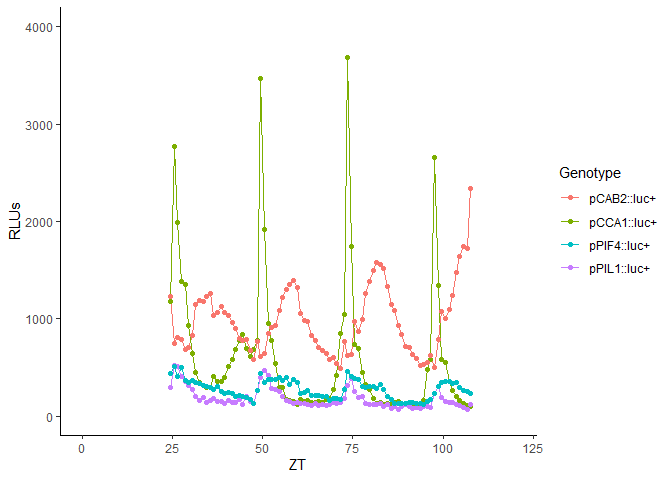 4000
3000
2000
1000
0
RLUs
0 25 50 75 100 125
ZT
Genotype
pCAB2::luc+
pCCA1::luc+
pPIF4::luc+
pPIL1::luc+